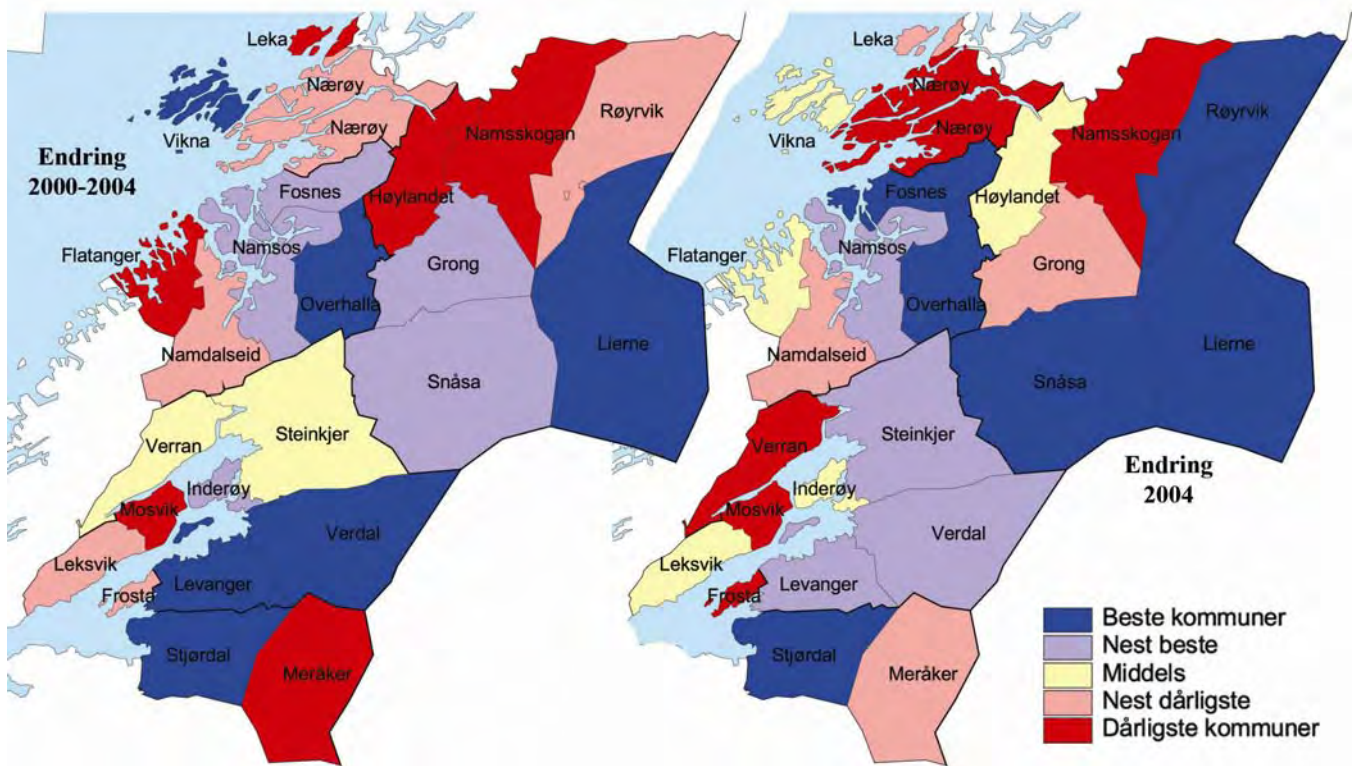 Leka
Nærøy
Nærøy
Vikna
Namsskogan
Røyrvik
Endring
2000-2004
Fosnes
Høylandet
Flatanger
Namsos
Grong
Overhalla
Lierne
Namdalseid
Snåsa
Verran
Steinkjer
Inderøy
Mosvik
Verdal
Leksvik
Levanger
Frosta
Stjørdal
Meråker
Leka
Nærøy
Nærøy
Vikna
Namsskogan
Røyrvik
Fosnes
Høylandet
Flatanger
Namsos
Grong
Overhalla
Lierne
Namdalseid
Snåsa
Verran
Steinkjer
Endring
2004
Inderøy
Mosvik
Verdal
Leksvik
Levanger
Frosta
Stjørdal
Meråker
Beste kommuner
Nest beste
Middels
Nest dårligste
Dårligste kommuner